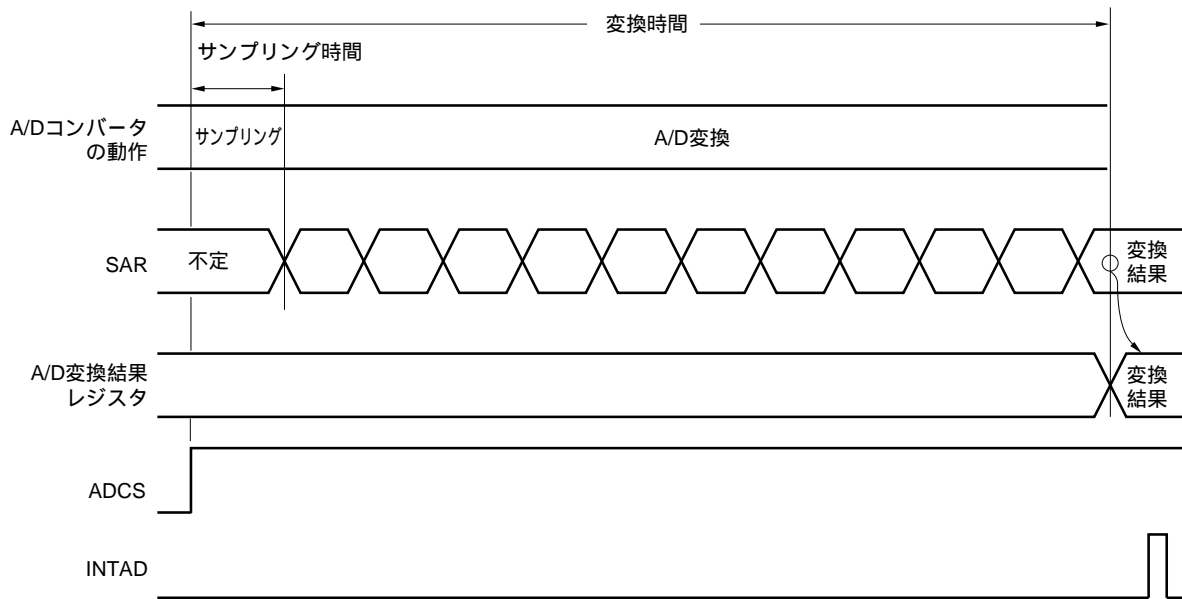 変換時間
サンプリング時間
A/Dコンバータ
の動作
サンプリング
A/D変換
SAR
不定
変換
結果
A/D変換結果
レジスタ
変換
結果
ADCS
INTAD